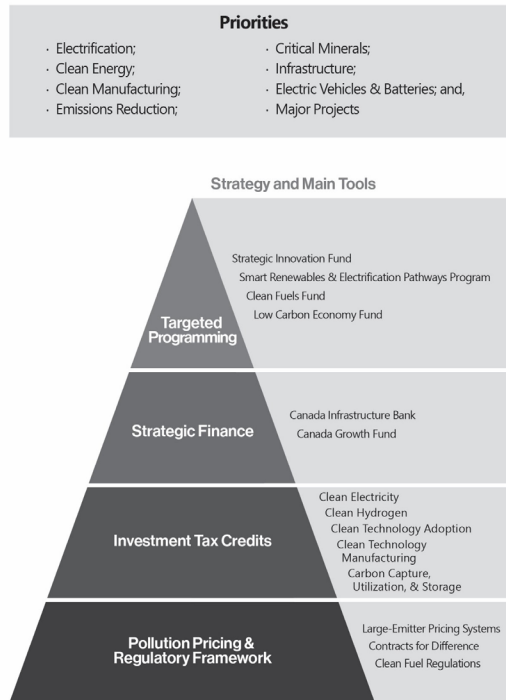 Priorities
· Electrification;
· Clean Energy;
· Clean Manufacturing;
· Emissions Reduction;
· Critical Minerals;
· Infrastructure;
· Electric Vehicles & Batteries; and,
· Major Projects
Strategy and Main Tools
Targeted
Programming
Strategic Innovation Fund
Smart Renewables & Electrification Pathways Program
Clean Fuels Fund
Low Carbon Economy Fund
Strategic Finance
Canada Infrastructure Bank
Canada Growth Fund
Investment Tax Credits
Clean Electricity
Clean Hydrogen
Clean Technology Adoption
Clean Technology
Manufacturing
Carbon Capture,
Utilization, & Storage
Pollution Pricing &
Regulatory Framework
Large-Emitter Pricing Systems
Contracts for Difference
Clean Fuel Regulations